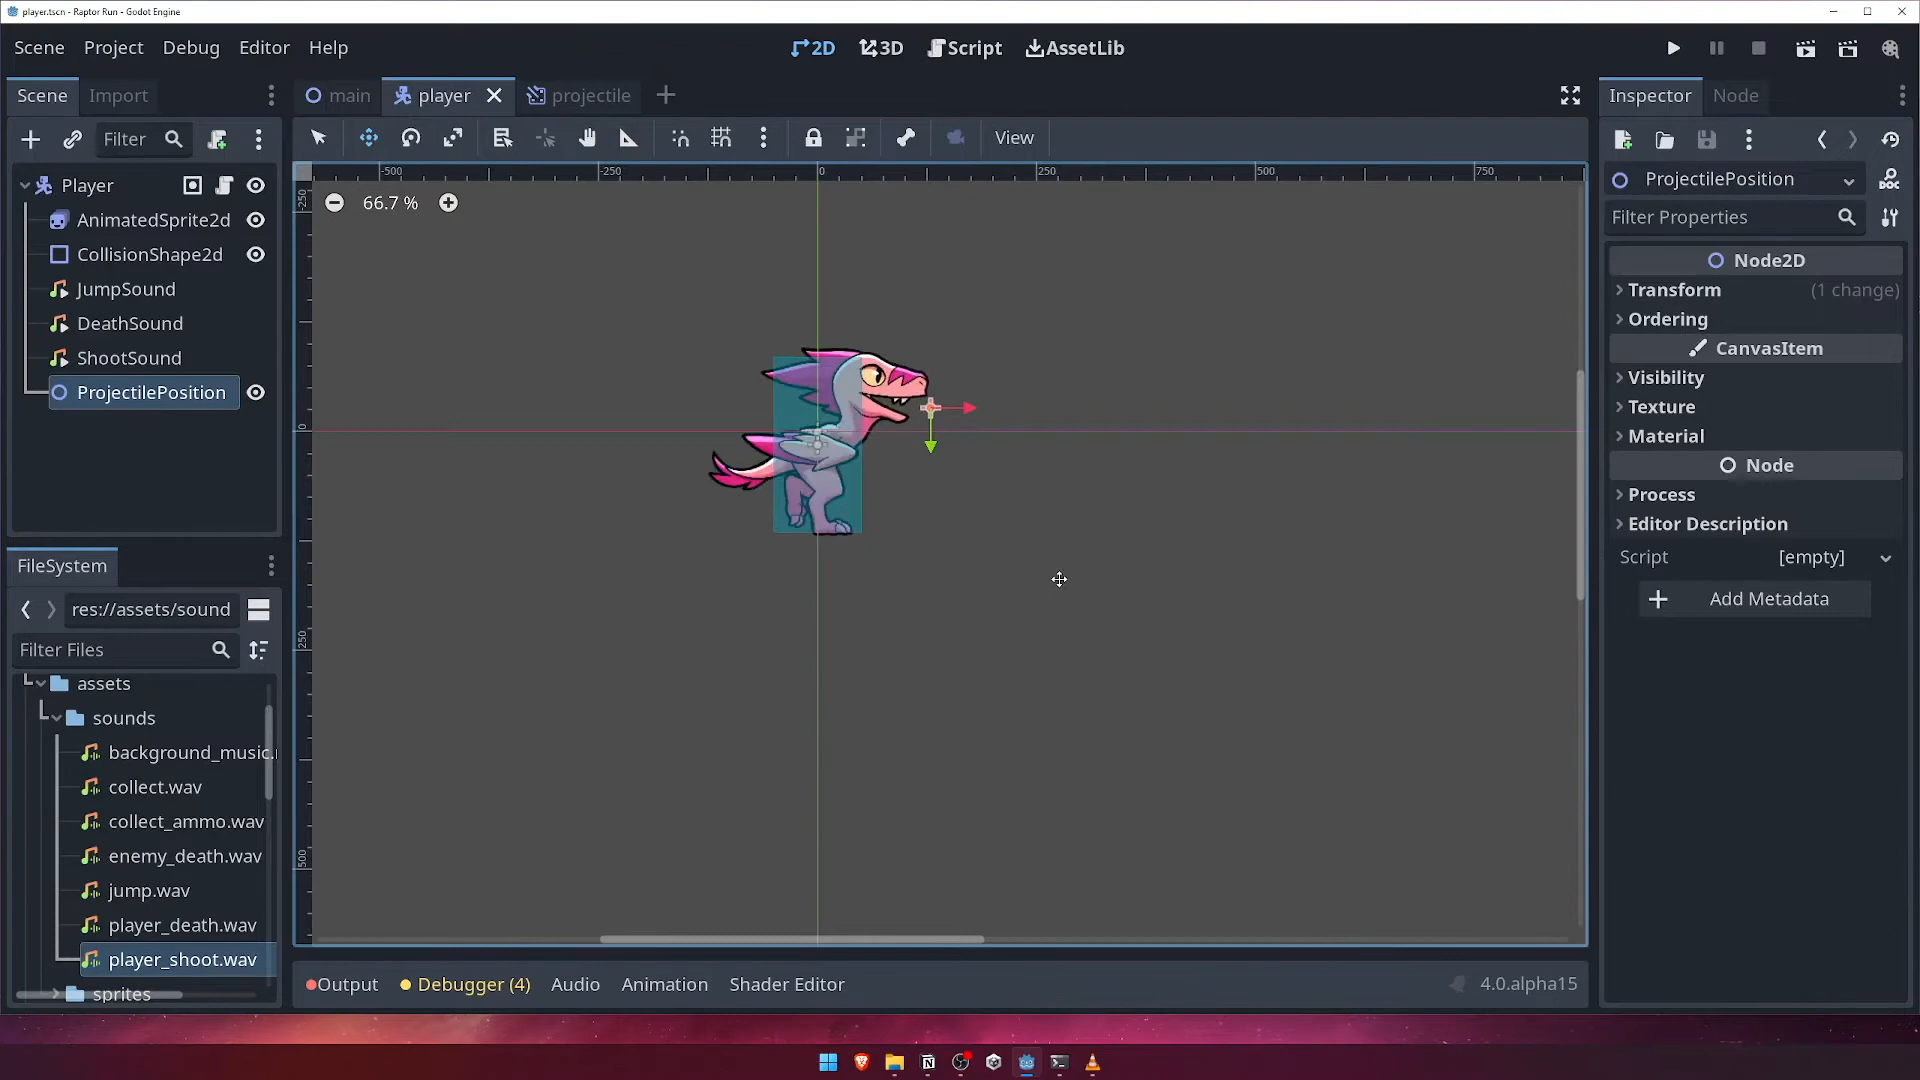 player.tscn - Raptor Run - Godot Engine
Scene Project Debug Editor Help
2D 3D Script AssetLib
Scene Import
main player projectile
Inspector Node
Filter
View
Player
AnimatedSprite2d
CollisionShape2d
JumpSound
DeathSound
ShootSound
ProjectilePosition
-500 -250 0 250 500 750
66.7 %
-250
0
250
500
ProjectilePosition
Filter Properties
Node2D
Transform (1 change)
Ordering
CanvasItem
Visibility
Texture
Material
Node
Process
Editor Description
Script [empty]
Add Metadata
FileSystem
res://assets/sound
Filter Files
assets
sounds
background_music.
collect.wav
collect_ammo.wav
enemy_death.wav
jump.wav
player_death.wav
player_shoot.wav
sprites
Output Debugger (4) Audio Animation Shader Editor 4.0.alpha15